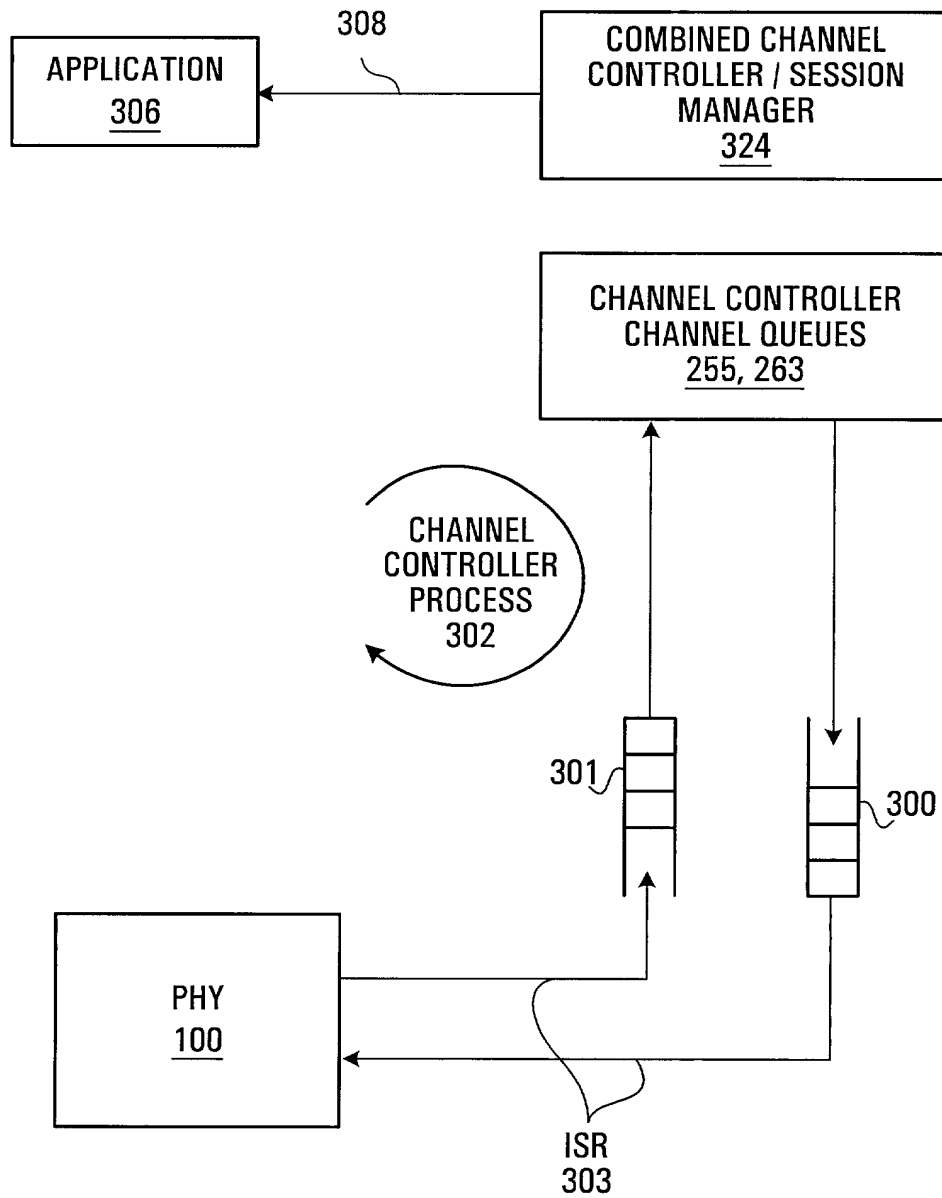 308
APPLICATION
306
COMBINED CHANNEL
CONTROLLER / SESSION
MANAGER
324
CHANNEL CONTROLLER
CHANNEL QUEUES
255, 263
CHANNEL
CONTROLLER
PROCESS
302
301
300
PHY
100
ISR
303